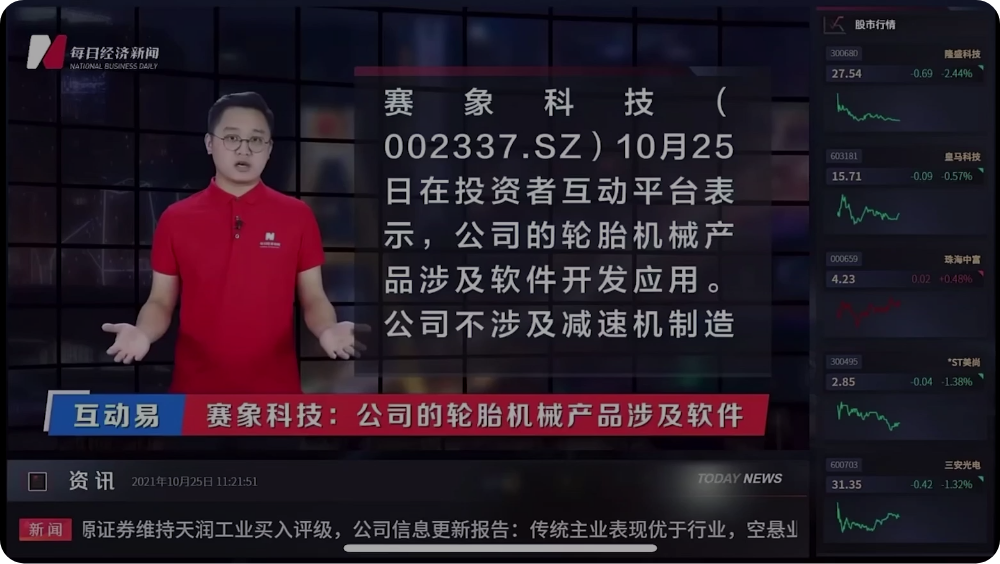 每日经济新闻
NATIONAL BUSINESS DAILY
赛象科技（
002337.SZ）10月25
日在投资者互动平台表
示，公司的轮胎机械产
品涉及软件开发应用。
公司不涉及减速机制造
互动易
赛象科技：公司的轮胎机械产品涉及软件
资讯
2021年10月25日 11:21:51
TODAY NEWS
新闻
原证券维持天润工业买入评级，公司信息更新报告：传统主业表现优于行业，空悬业
股市行情
300680 隆盛科技
27.54 -0.69 -2.44%
603181 皇马科技
15.71 -0.09 -0.57%
000659 珠海中富
4.23 0.02 +0.48%
300495 *ST美尚
2.85 -0.04 -1.38%
600703 三安光电
31.35 -0.42 -1.32%